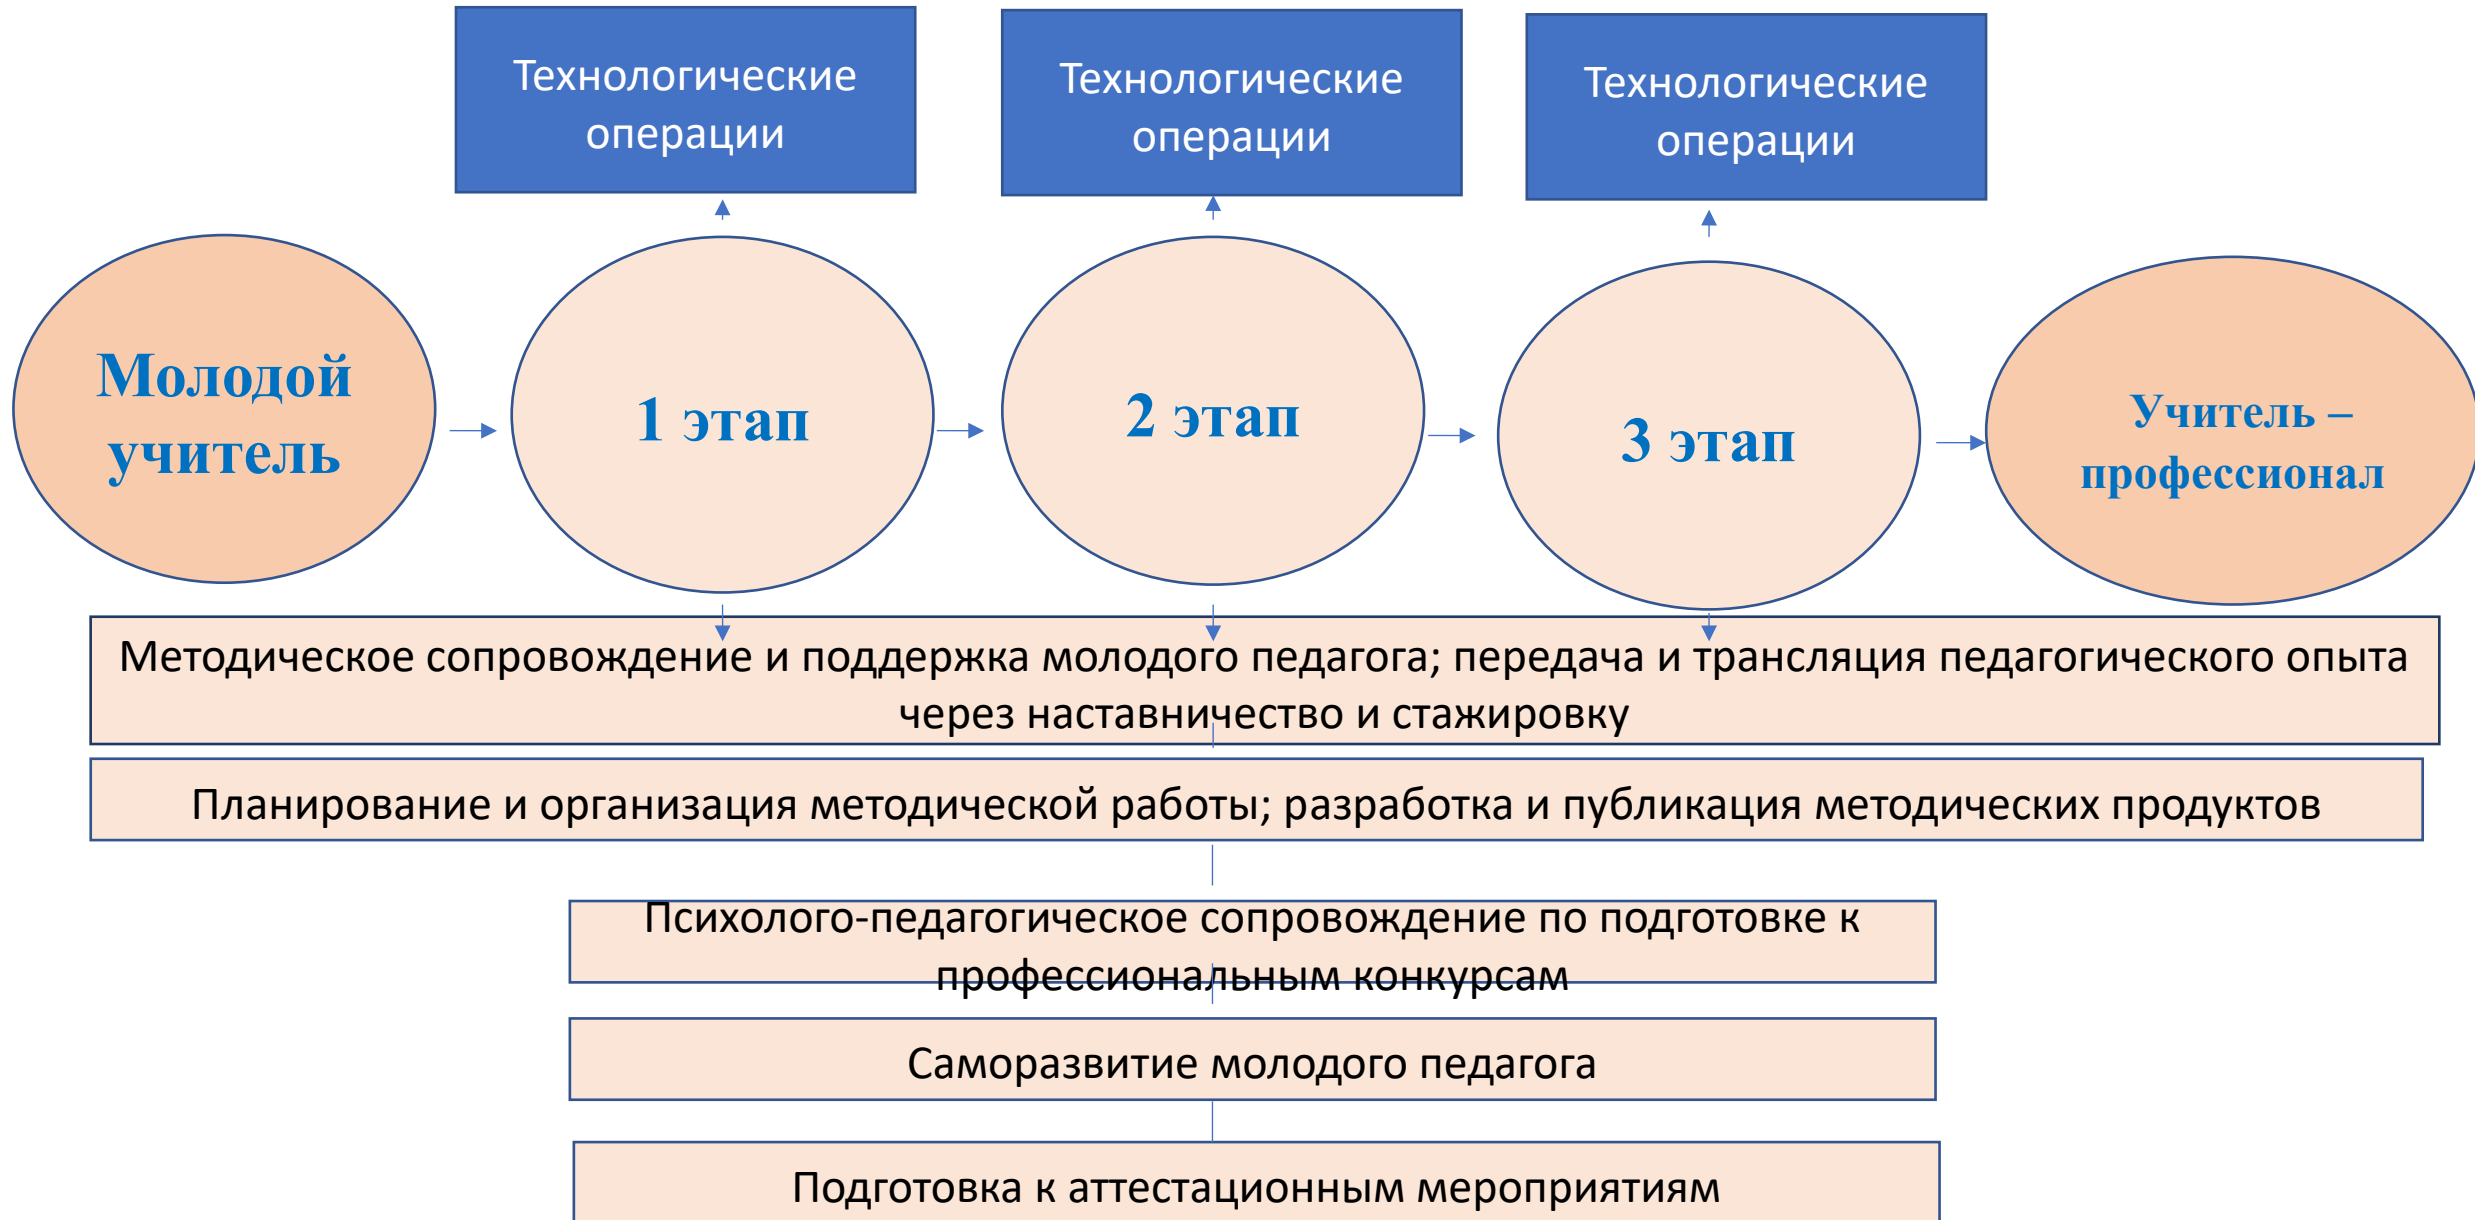 Технологические
операции
Технологические
операции
Технологические
операции
Молодой
учитель
1 этап
2 этап
3 этап
Учитель –
профессионал
Методическое сопровождение и поддержка молодого педагога; передача и трансляция педагогического опыта
через наставничество и стажировку
Планирование и организация методической работы; разработка и публикация методических продуктов
Психолого-педагогическое сопровождение по подготовке к
профессиональным конкурсам
Саморазвитие молодого педагога
Подготовка к аттестационным мероприятиям